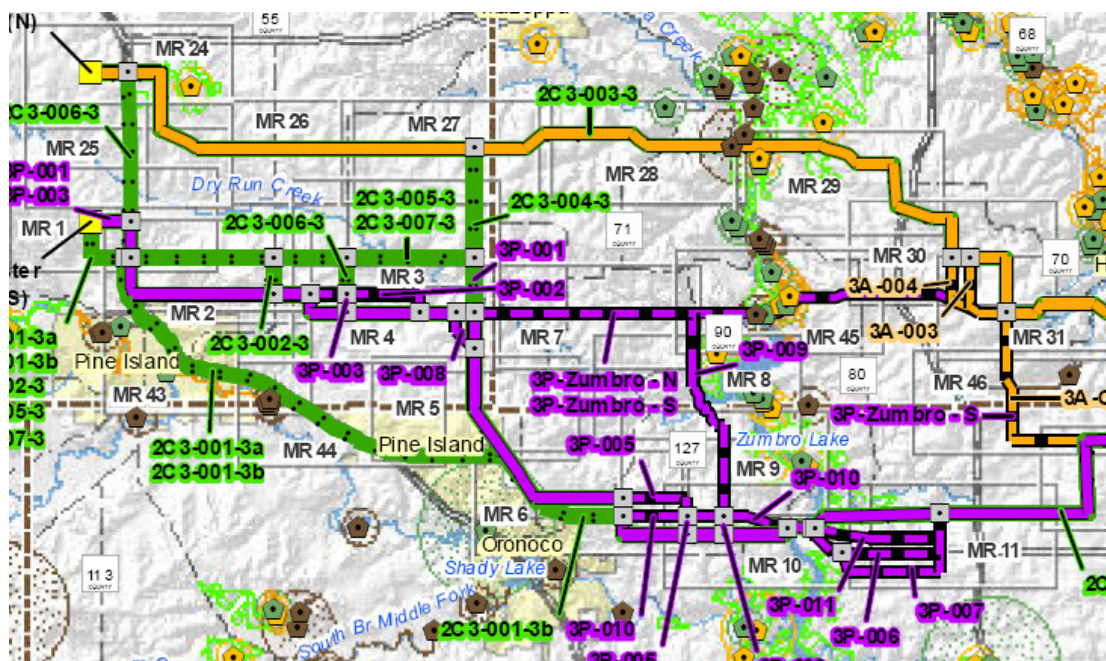 (N)
55
COUNTY
Mazeppa
68
COUNTY
MR 24
MR 26
MR 27
2C3-003-3
2C3-006-3
MR 25
3P-001
3P-003
MR 1
Dry Run Creek
2C3-006-3
2C3-005-3
2C3-007-3
2C3-004-3
MR 28
MR 29
71
COUNTY
3P-001
3P-002
MR 3
MR 30
70
COUNTY
3A-004
3A-003
MR 31
MR 2
2C3-002-3
MR 4
3P-003
3P-008
MR 7
90
COUNTY
MR 45
3P-009
MR 8
80
COUNTY
MR 46
Pine Island
MR 43
3P-Zumbro - N
3P-Zumbro - S
3P-Zumbro - S
MR 5
2C3-001-3a
2C3-001-3b
MR 44
Pine Island
3P-005
127
COUNTY
Zumbro Lake
MR 9
3P-010
MR 6
Oronoco
Shady Lake
MR 10
MR 11
113
COUNTY
South Br Middle Fork
2C3-001-3b
3P-010
3P-011
3P-006
3P-007
3P-005